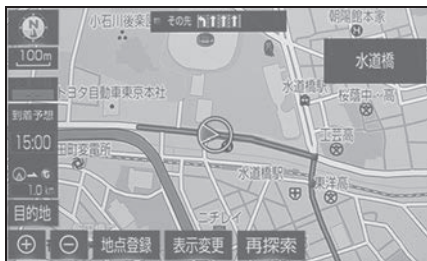 小石川後楽
その先
朝陽館本家
N
100m
水道橋
トヨタ自動車東京本社
水道橋駅
桜蔭中・高
到着予想
15:00
工芸高
田町変電所
水道橋駅
東洋高
1.0km
ニチレイ
目的地
地点登録
表示変更
再探索